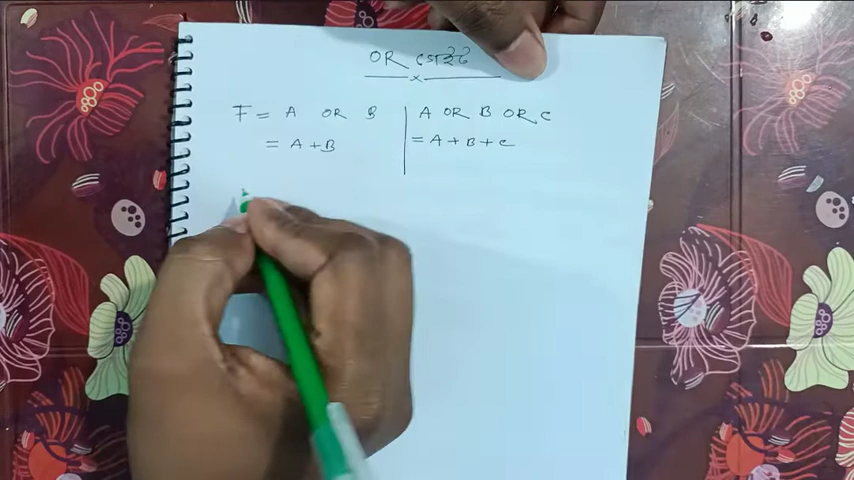 OR গেইট
F = A OR B
= A + B
A OR B OR C
= A + B + C